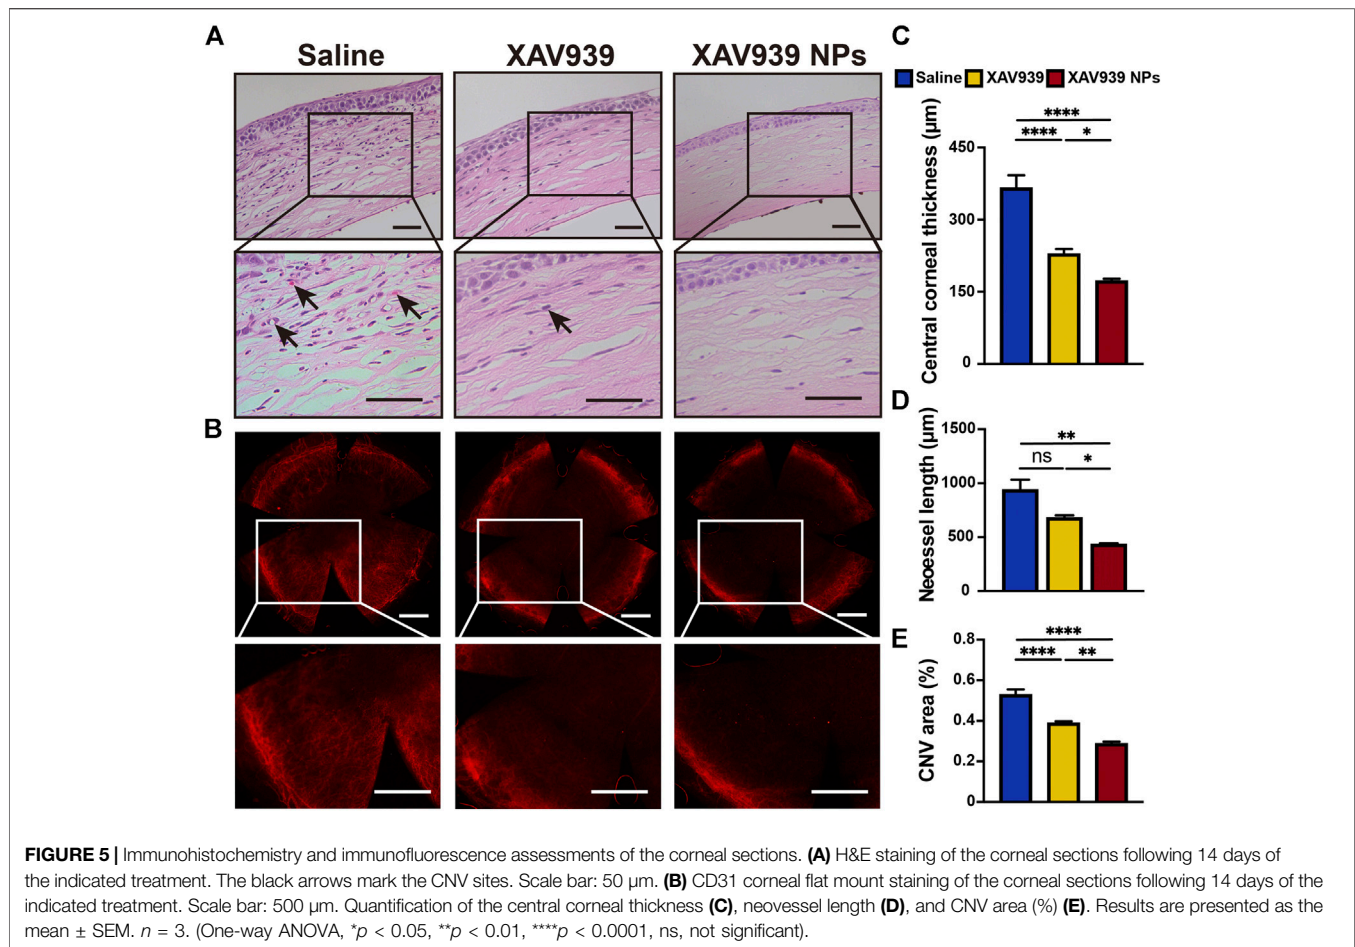 A
Saline
XAV939
XAV939 NPs
B
C
Saline XAV939 XAV939 NPs
Central corneal thickness (μm)
****
**** *
450
300
150
0
D
Neoessel length (μm)
1500
**
ns *
1000
500
0
E
CNV area (%)
0.8
****
**** **
0.6
0.4
0.2
0
FIGURE 5 | Immunohistochemistry and immunofluorescence assessments of the corneal sections. (A) H&E staining of the corneal sections following 14 days of
the indicated treatment. The black arrows mark the CNV sites. Scale bar: 50 μm. (B) CD31 corneal flat mount staining of the corneal sections following 14 days of the
indicated treatment. Scale bar: 500 μm. Quantification of the central corneal thickness (C), neovessel length (D), and CNV area (%) (E). Results are presented as the
mean ± SEM. n = 3. (One-way ANOVA, *p < 0.05, **p < 0.01, ****p < 0.0001, ns, not significant).